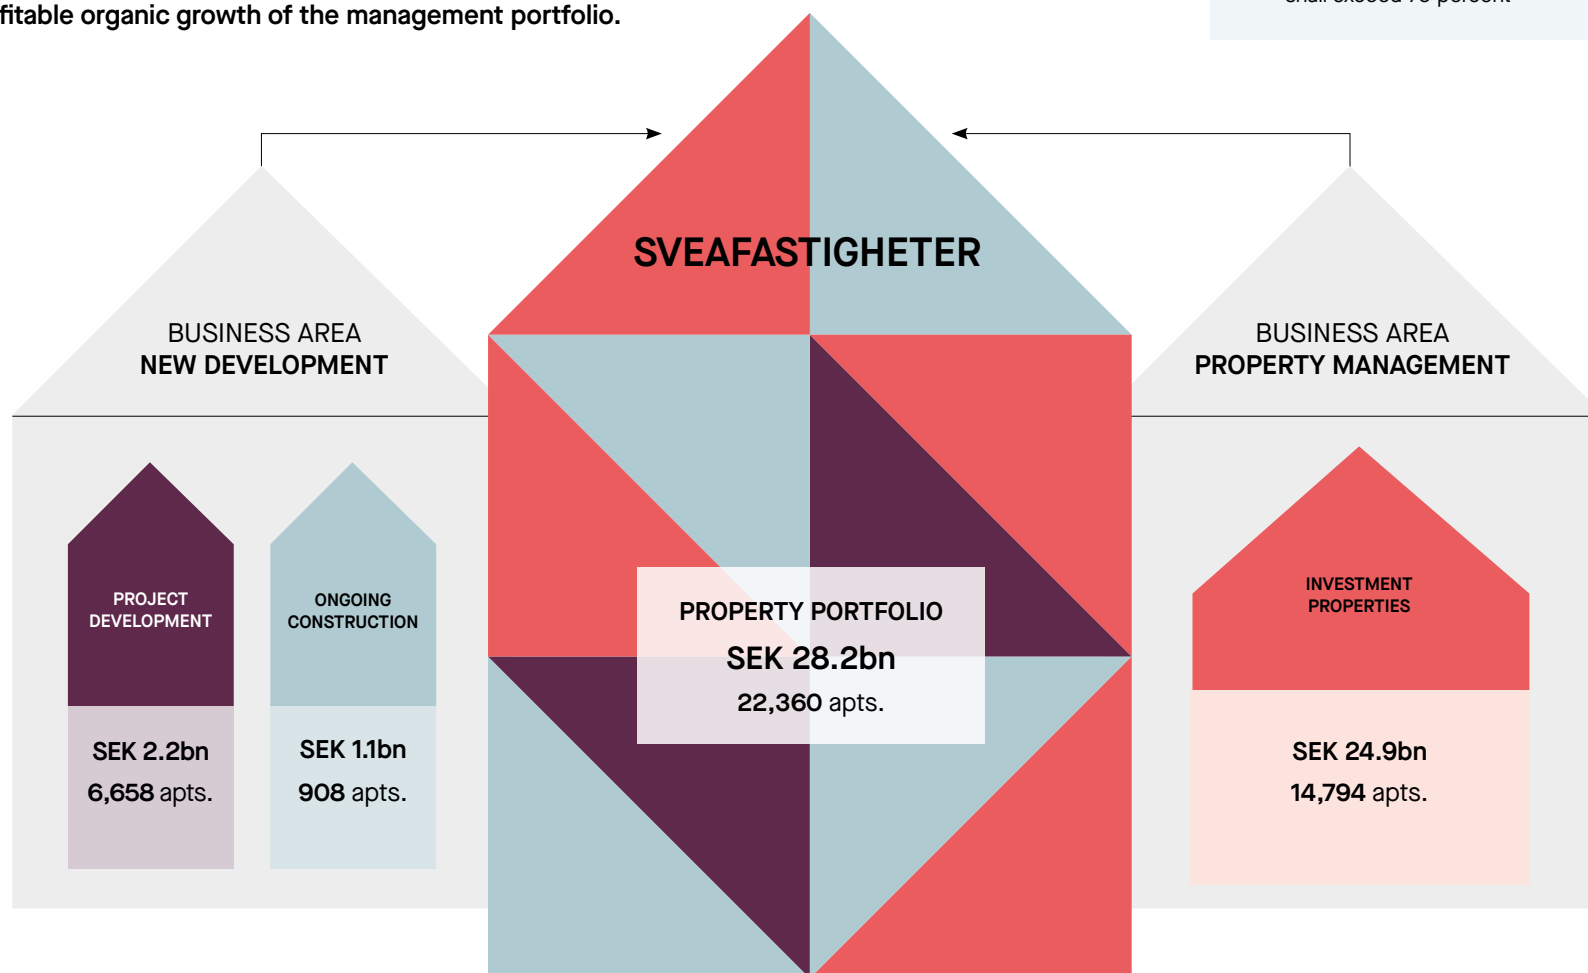 fitable organic growth of the management portfolio.
SVEAFASTIGHETER
BUSINESS AREA
NEW DEVELOPMENT
BUSINESS AREA
PROPERTY MANAGEMENT
PROJECT
DEVELOPMENT
SEK 2.2bn
6,658 apts.
ONGOING
CONSTRUCTION
SEK 1.1bn
908 apts.
PROPERTY PORTFOLIO
SEK 28.2bn
22,360 apts.
INVESTMENT
PROPERTIES
SEK 24.9bn
14,794 apts.